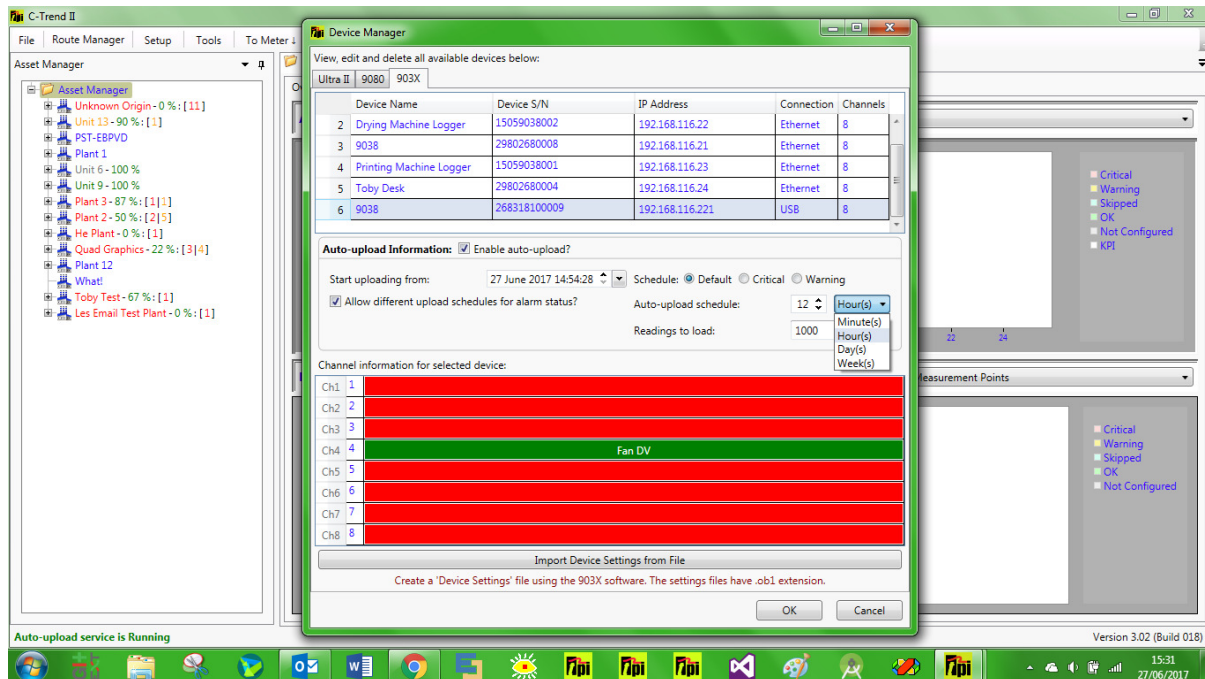 C-Trend II
File Route Manager Setup Tools To Meter
Asset Manager
Asset Manager
Unknown Origin - 0 % : [11]
Unit 13 - 90 % : [1]
PST-EBPVD
Plant 1
Unit 6 - 100 %
Unit 9 - 100 %
Plant 3 - 87 % : [1|1]
Plant 2 - 50 % : [2|5]
He Plant - 0 % : [1]
Quad Graphics - 22 % : [3|4]
Plant 12
What!
Toby Test - 67 % : [1]
Les Email Test Plant - 0 % : [1]
Device Manager
View, edit and delete all available devices below:
Ultra II 9080 903X
Device Name Device S/N IP Address Connection Channels
2 Drying Machine Logger 15059038002 192.168.116.22 Ethernet 8
3 9038 29802680008 192.168.116.21 Ethernet 8
4 Printing Machine Logger 15059038001 192.168.116.23 Ethernet 8
5 Toby Desk 29802680004 192.168.116.24 Ethernet 8
6 9038 268318100009 192.168.116.221 USB 8
Auto-upload Information: Enable auto-upload?
Start uploading from: 27 June 2017 14:54:28 Schedule: Default Critical Warning
Allow different upload schedules for alarm status? Auto-upload schedule: 12 Hour(s)
Minute(s)
Hour(s)
Day(s)
Week(s)
Readings to load: 1000
Channel information for selected device:
Ch1 1
Ch2 2
Ch3 3
Ch4 4 Fan DV
Ch5 5
Ch6 6
Ch7 7
Ch8 8
Import Device Settings from File
Create a 'Device Settings' file using the 903X software. The settings files have .ob1 extension.
OK Cancel
Critical
Warning
Skipped
OK
Not Configured
KPI
22 24
Measurement Points
Critical
Warning
Skipped
OK
Not Configured
Auto-upload service is Running
Version 3.02 (Build 018)
15:31
27/06/2017